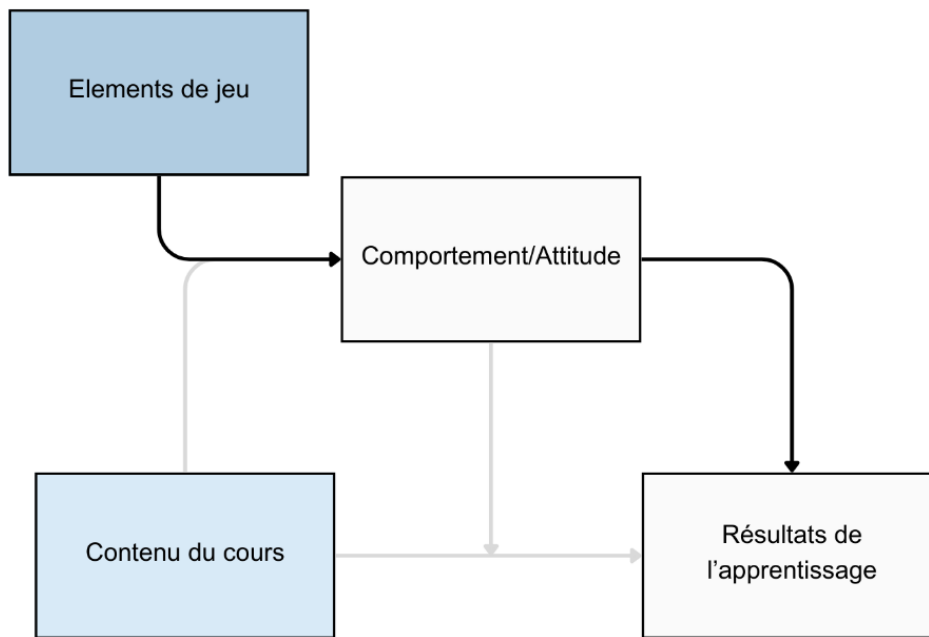 Elements de jeu
Comportement/Attitude
Contenu du cours
Résultats de
l’apprentissage